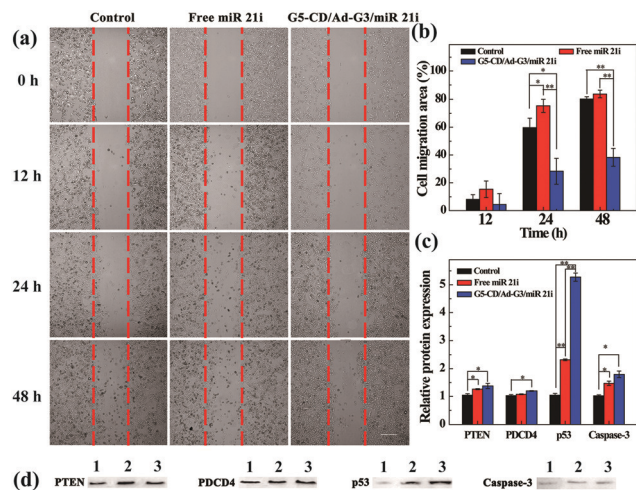 (a)
Control Free miR 21i G5-CD/Ad-G3/miR 21i
0 h
12 h
24 h
48 h
(b)
Control
Free miR 21i
G5-CD/Ad-G3/miR 21i
Cell migration area (%)
100
80
60
40
20
0
* * ** ** **
12 24 48
Time (h)
(c)
Control
Free miR 21i
G5-CD/Ad-G3/miR 21i
Relative protein expression
6
5
4
3
2
1
0
* * * ** ** ** * *
PTEN PDCD4 p53 Caspase-3
(d)
1 2 3 1 2 3 1 2 3 1 2 3
PTEN PDCD4 p53 Caspase-3